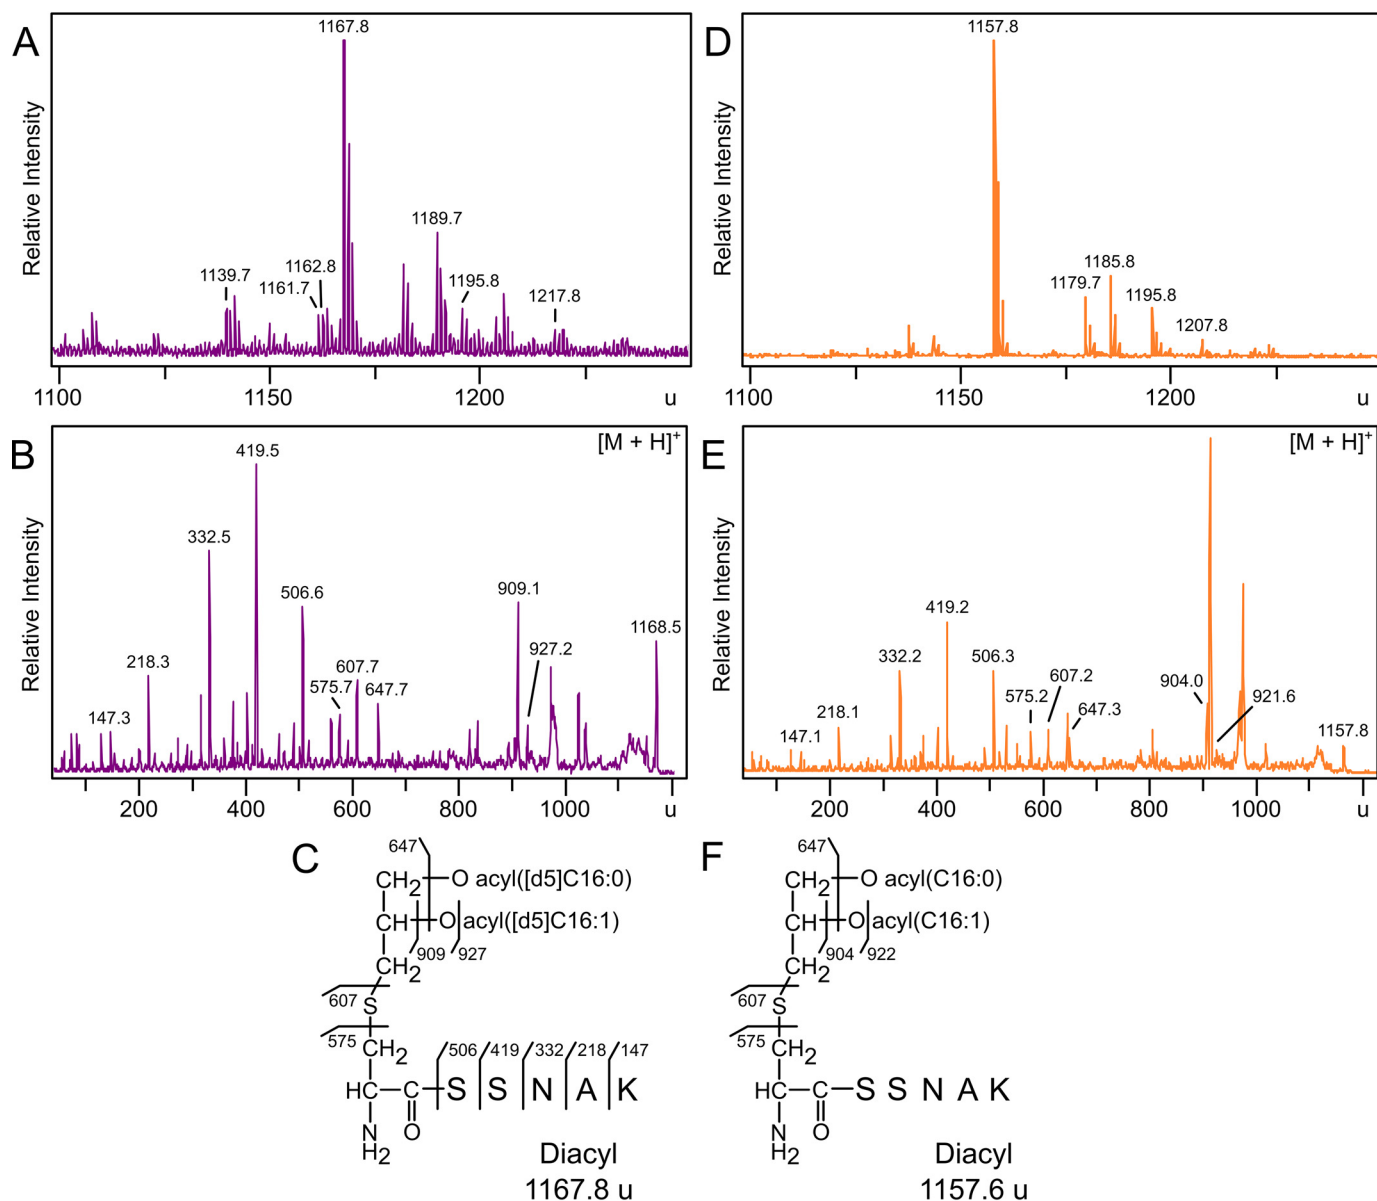 A
Relative Intensity
1167.8
1189.7
1139.7
1162.8
1161.7
1195.8
1217.8
1100
1150
1200
u
D
Relative Intensity
1157.8
1185.8
1179.7
1195.8
1207.8
1100
1150
1200
u
B
Relative Intensity
[M + H]+
419.5
332.5
506.6
909.1
1168.5
927.2
218.3
607.7
575.7
647.7
147.3
200
400
600
800
1000
u
E
Relative Intensity
[M + H]+
419.2
332.2
506.3
607.2
904.0
921.6
575.2
218.1
647.3
1157.8
147.1
200
400
600
800
1000
u
C
647
CH2 O acyl([d5]C16:0)
CH O acyl([d5]C16:1)
909 927
CH2
607 S
575
CH2
506 419 332 218 147
HC C S S N A K
N O
H2
Diacyl
1167.8 u
F
647
CH2 O acyl(C16:0)
CH O acyl(C16:1)
904 922
CH2
607 S
575
CH2
HC C S S N A K
N O
H2
Diacyl
1157.6 u